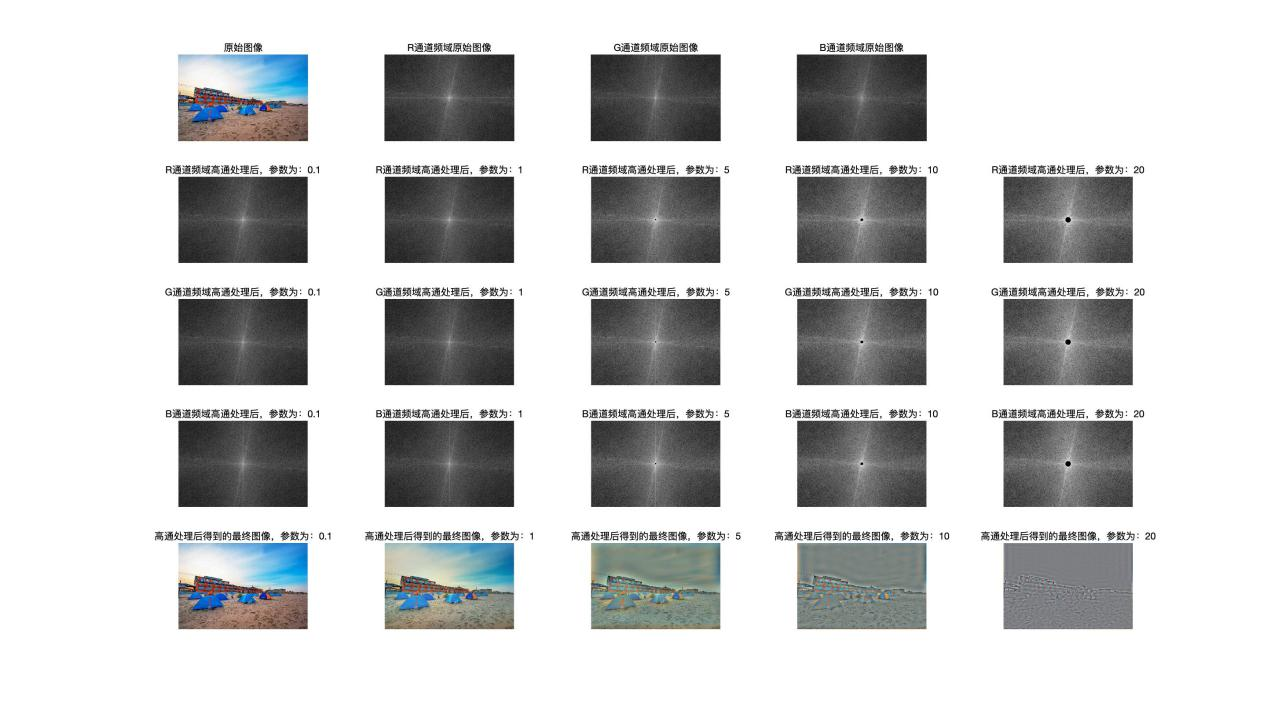 原始图像
R通道频域原始图像
G通道频域原始图像
B通道频域原始图像
R通道频域高通处理后，参数为：0.1
R通道频域高通处理后，参数为：1
R通道频域高通处理后，参数为：5
R通道频域高通处理后，参数为：10
R通道频域高通处理后，参数为：20
G通道频域高通处理后，参数为：0.1
G通道频域高通处理后，参数为：1
G通道频域高通处理后，参数为：5
G通道频域高通处理后，参数为：10
G通道频域高通处理后，参数为：20
B通道频域高通处理后，参数为：0.1
B通道频域高通处理后，参数为：1
B通道频域高通处理后，参数为：5
B通道频域高通处理后，参数为：10
B通道频域高通处理后，参数为：20
高通处理后得到的最终图像，参数为：0.1
高通处理后得到的最终图像，参数为：1
高通处理后得到的最终图像，参数为：5
高通处理后得到的最终图像，参数为：10
高通处理后得到的最终图像，参数为：20